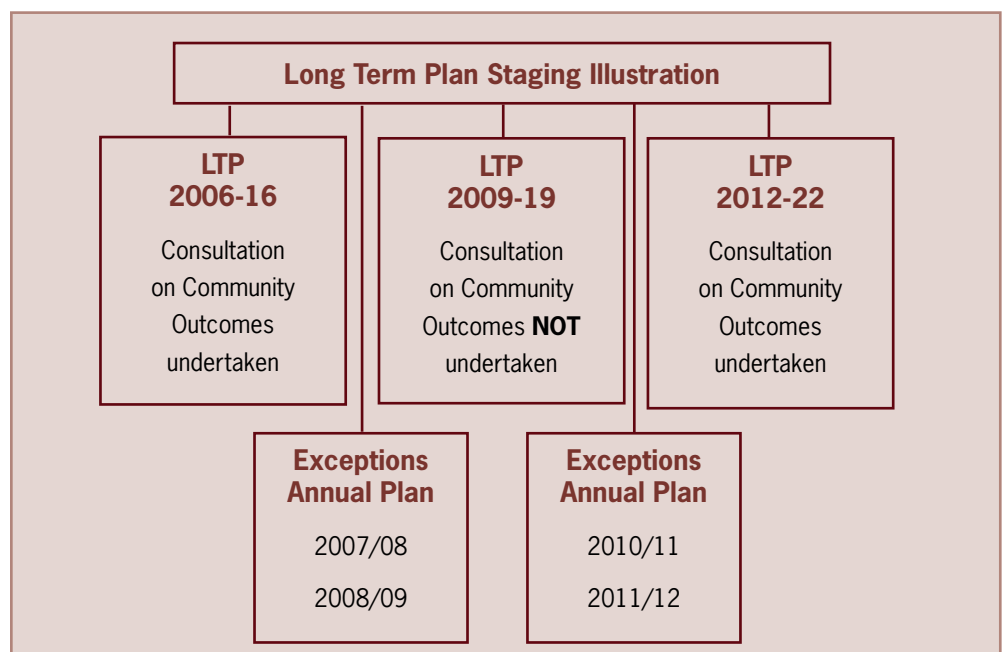 Long Term Plan Staging Illustration
LTP
2006-16
Consultation
on Community
Outcomes
undertaken
LTP
2009-19
Consultation
on Community
Outcomes NOT
undertaken
LTP
2012-22
Consultation
on Community
Outcomes
undertaken
Exceptions
Annual Plan
2007/08
2008/09
Exceptions
Annual Plan
2010/11
2011/12